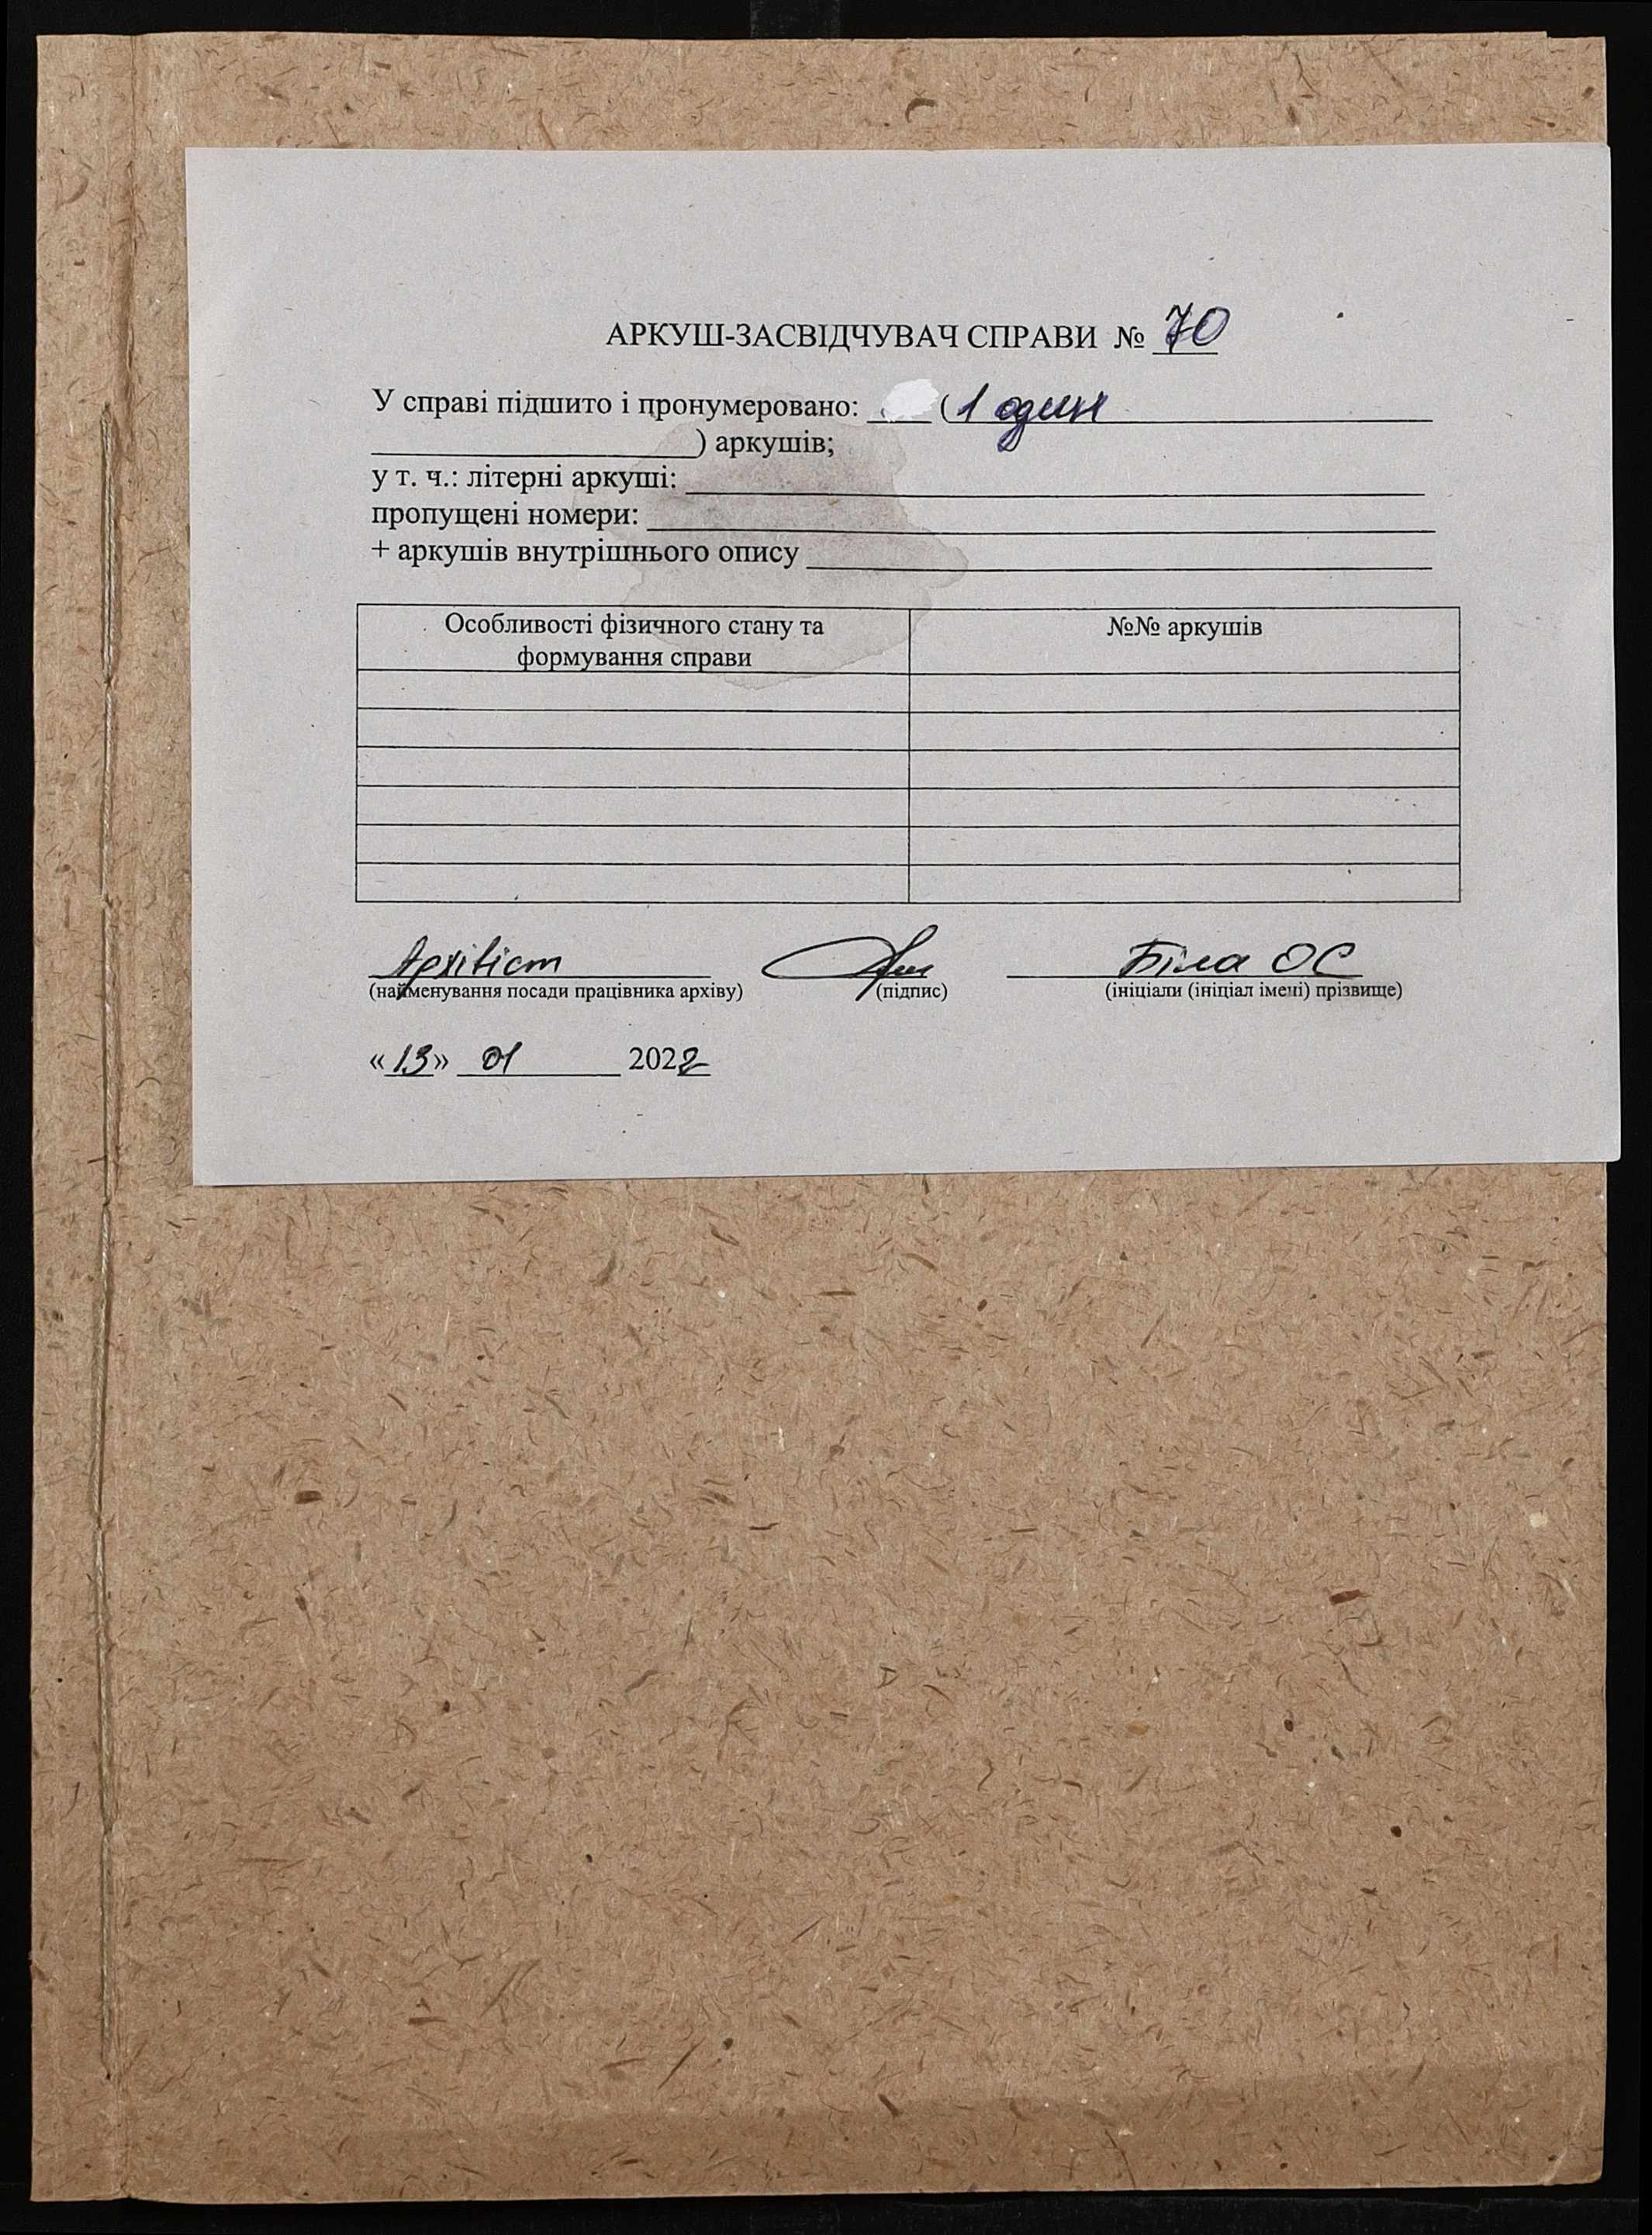 АРКУШ-ЗАСВІДЧУВАЧ СПРАВИ № 70
У справі підшито і пронумеровано: ____ (1 один
) аркушів;
у т. ч.: літерні аркуші:
пропущені номери:
+ аркушів внутрішнього опису
Особливості фізичного стану та №№ аркушів
формування справи
Архівіст Біла ОС
(найменування посади працівника архіву) (підпис) (ініціали (ініціал імені) прізвище)
«13» 01 2022